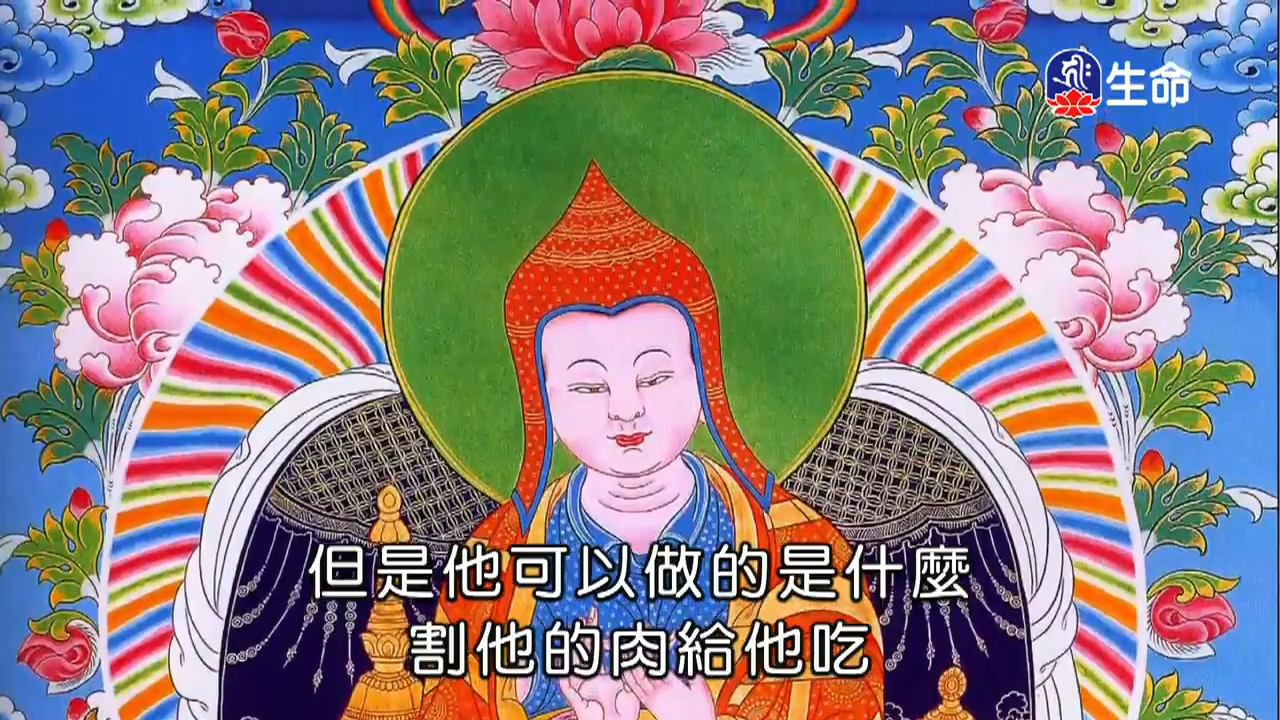 生命
但是他可以做的是什麼
割他的肉給他吃